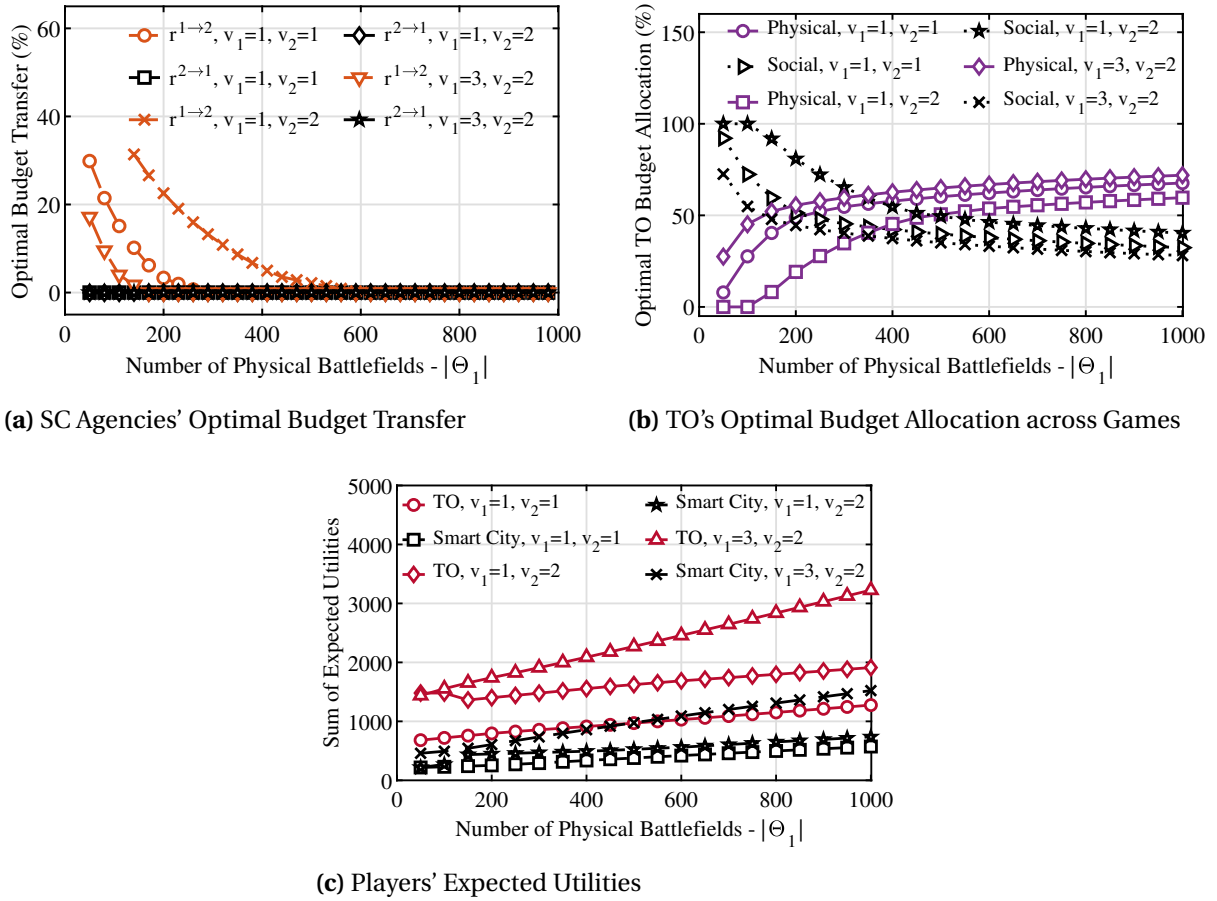 60
40
20
0
0
200
400
600
800
1000
Optimal Budget Transfer (%)
Number of Physical Battlefields - |Θ₁|
r¹→², v₁=1, v₂=1
r²→¹, v₁=1, v₂=1
r¹→², v₁=1, v₂=2
r²→¹, v₁=1, v₂=2
r¹→², v₁=3, v₂=2
r²→¹, v₁=3, v₂=2
(a) SC Agencies' Optimal Budget Transfer
150
100
50
0
0
200
400
600
800
1000
Optimal TO Budget Allocation (%)
Number of Physical Battlefields - |Θ₁|
Physical, v₁=1, v₂=1
Social, v₁=1, v₂=1
Physical, v₁=1, v₂=2
Social, v₁=1, v₂=2
Physical, v₁=3, v₂=2
Social, v₁=3, v₂=2
(b) TO's Optimal Budget Allocation across Games
5000
4000
3000
2000
1000
0
0
200
400
600
800
1000
Sum of Expected Utilities
Number of Physical Battlefields - |Θ₁|
TO, v₁=1, v₂=1
Smart City, v₁=1, v₂=1
TO, v₁=1, v₂=2
Smart City, v₁=1, v₂=2
TO, v₁=3, v₂=2
Smart City, v₁=3, v₂=2
(c) Players' Expected Utilities